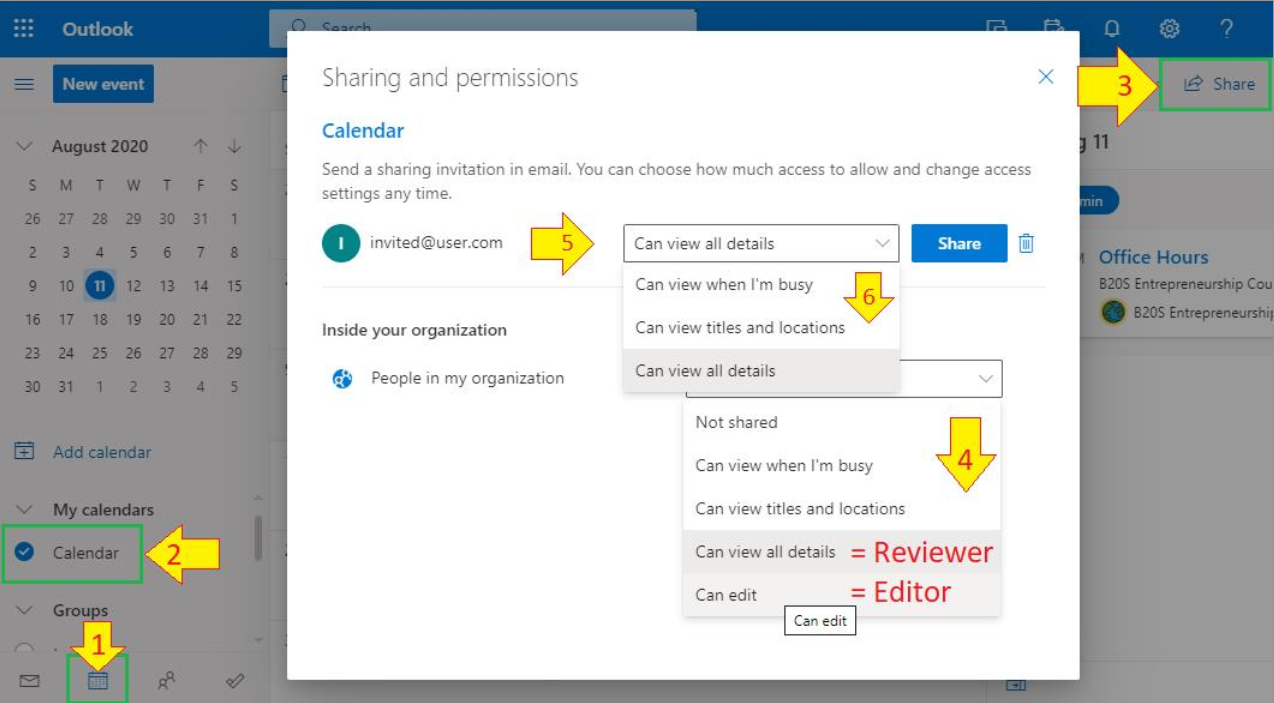 Outlook
Search
New event
3
Share
Sharing and permissions
Calendar
Send a sharing invitation in email. You can choose how much access to allow and change access
settings any time.
I
invited@user.com
5
Can view all details
Share
Can view when I'm busy
6
Can view titles and locations
Can view all details
Inside your organization
People in my organization
Not shared
Can view when I'm busy
4
Can view titles and locations
Can view all details = Reviewer
Can edit = Editor
Can edit
August 2020
S M T W T F S
26 27 28 29 30 31 1
2 3 4 5 6 7 8
9 10 11 12 13 14 15
16 17 18 19 20 21 22
23 24 25 26 27 28 29
30 31 1 2 3 4 5
Add calendar
My calendars
Calendar
2
Groups
1
11
Office Hours
B20S Entrepreneurship Cou
B20S Entrepreneurship